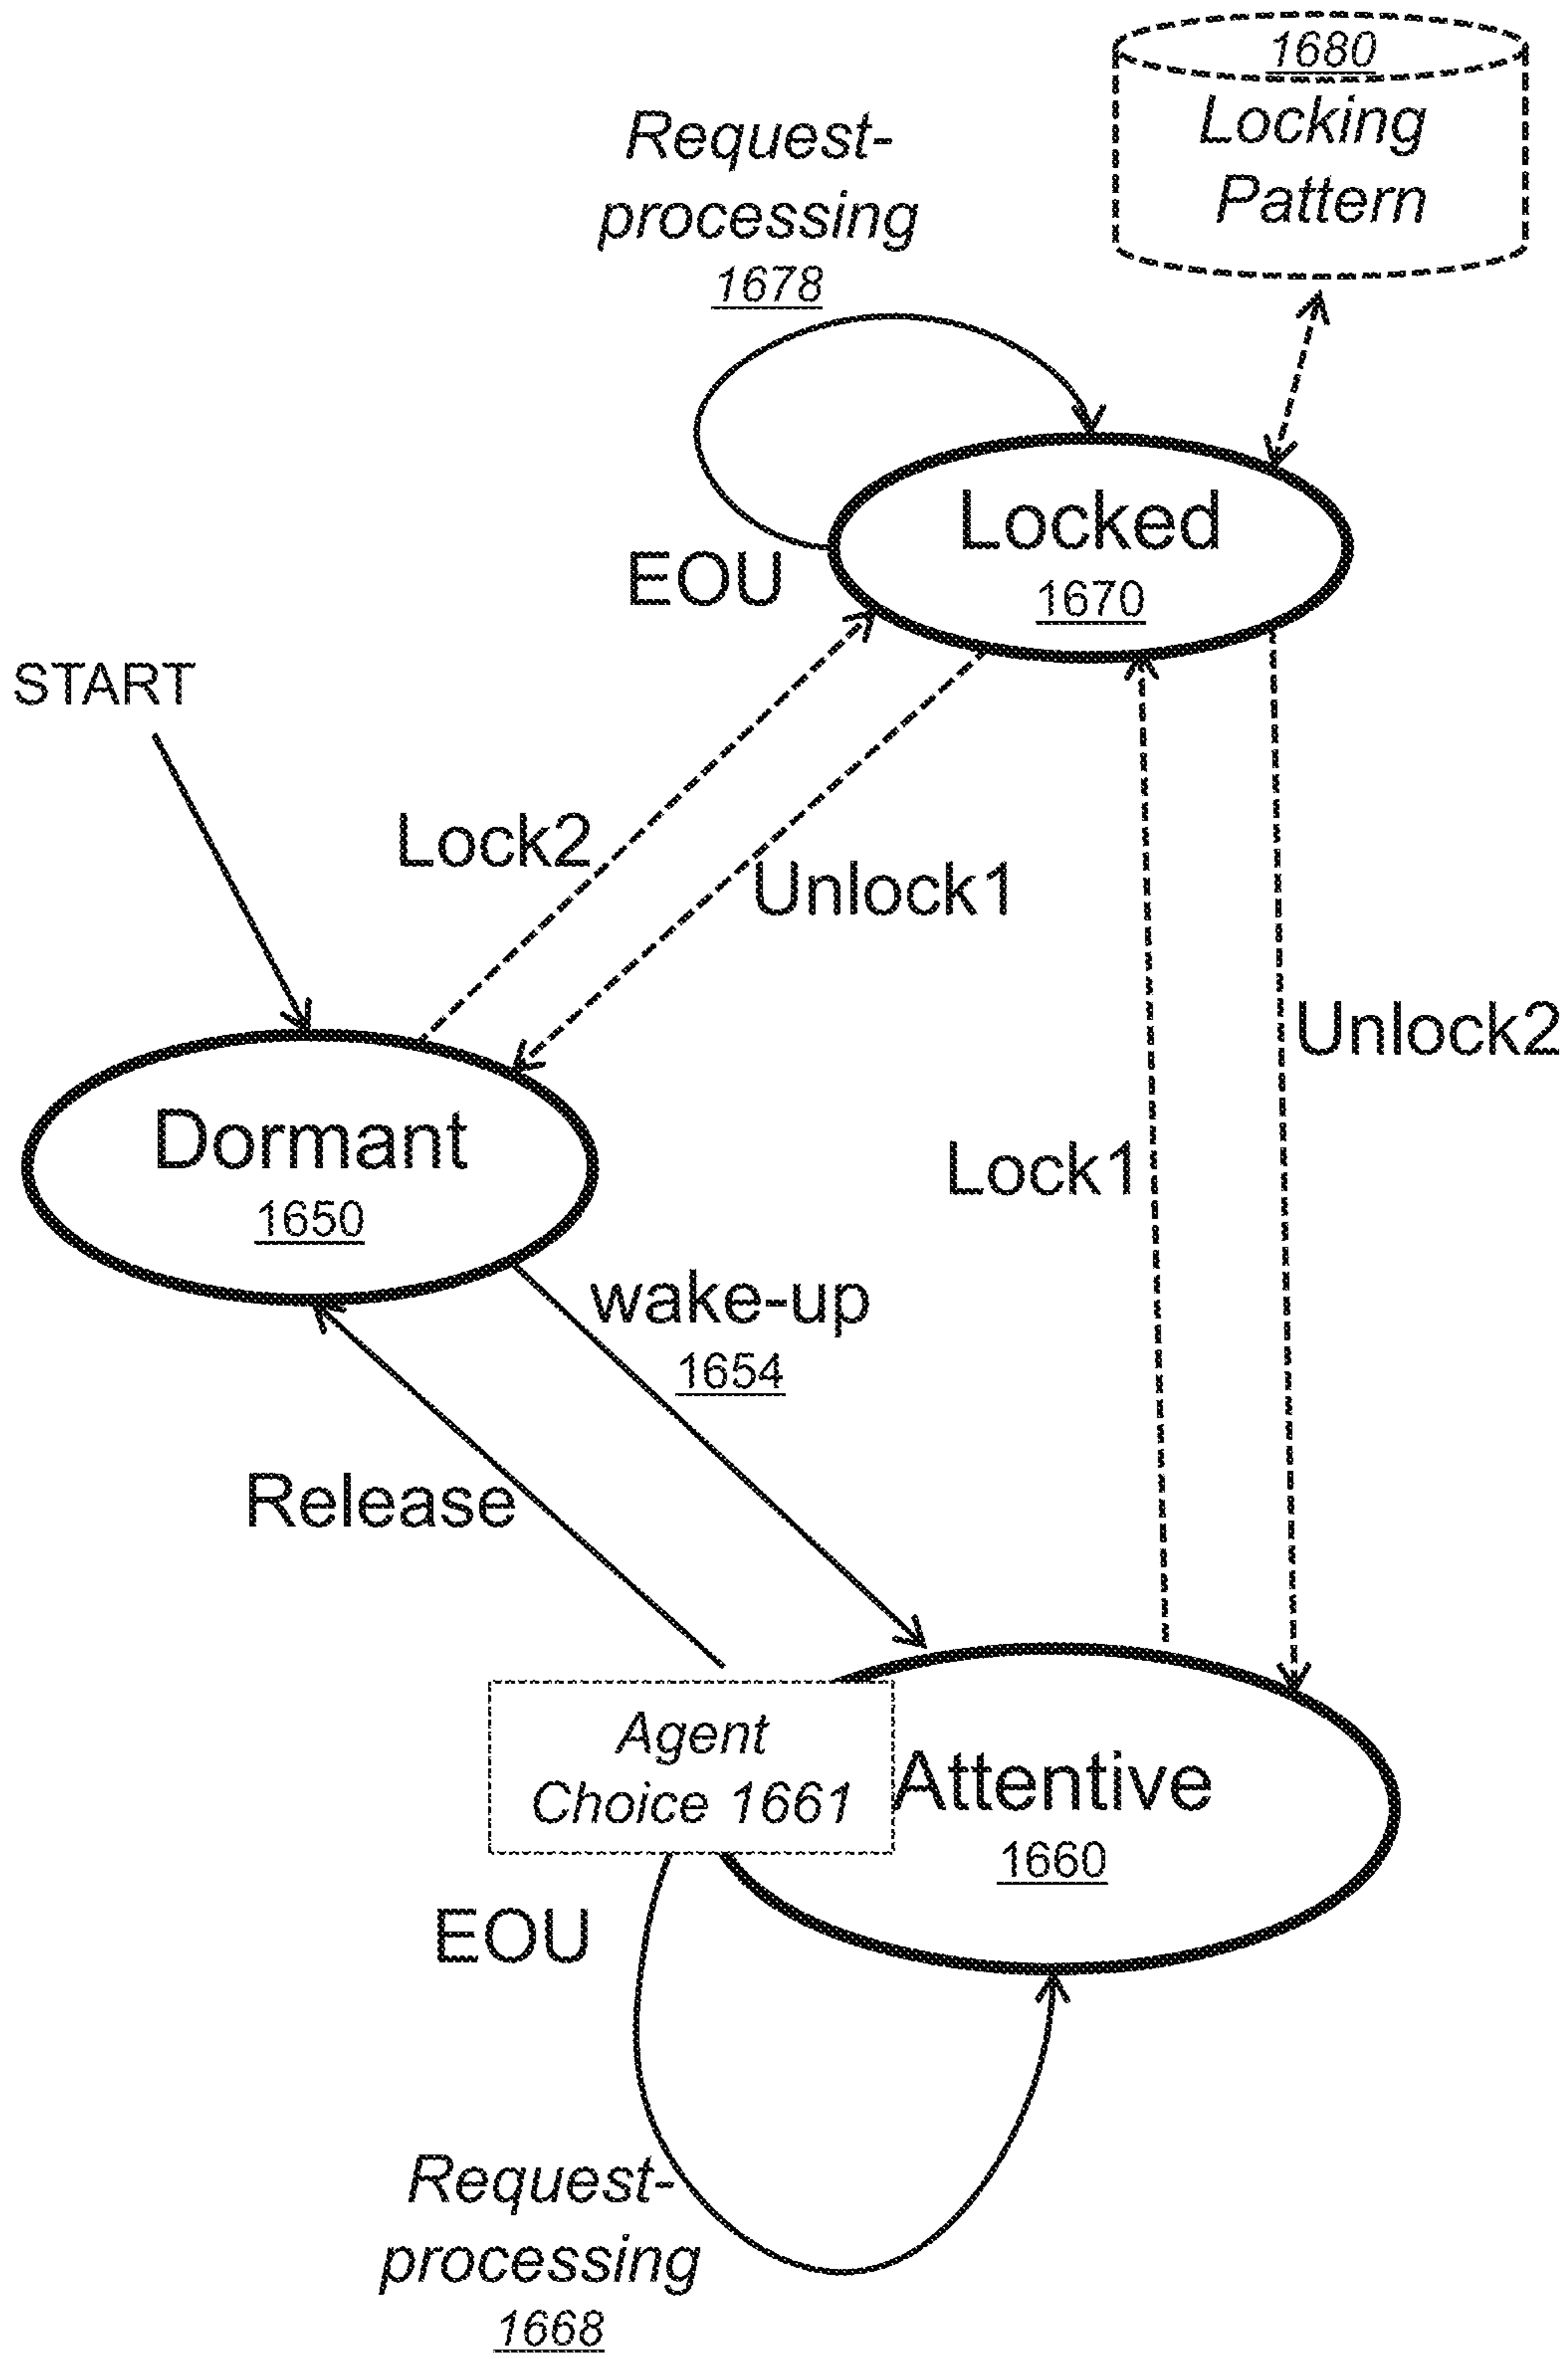 1680
Locking
Pattern
Request-
processing
1678
Locked
1670
EOU
START
Lock2
Unlock1
Unlock2
Dormant
1650
Lock1
wake-up
1654
Release
Agent
Choice 1661
Attentive
1660
EOU
Request-
processing
1668